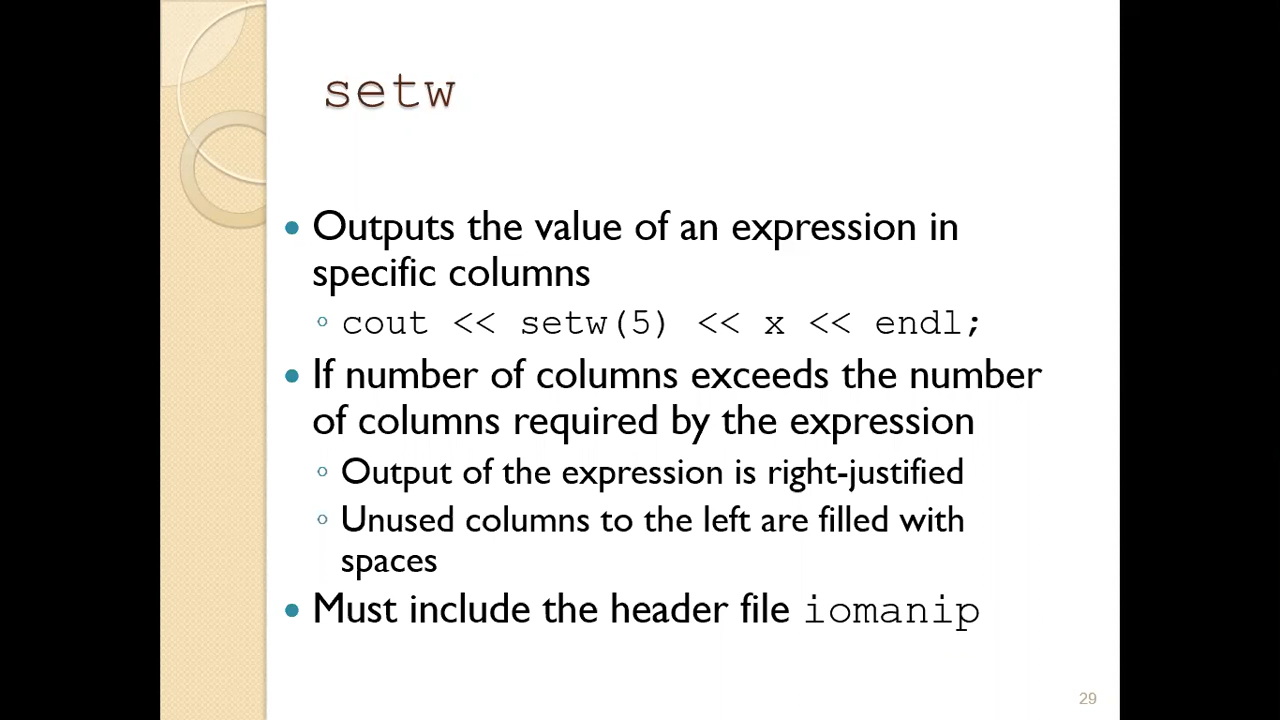 setw
• Outputs the value of an expression in
specific columns
◦ cout << setw(5) << x << endl;
• If number of columns exceeds the number
of columns required by the expression
◦ Output of the expression is right-justified
◦ Unused columns to the left are filled with
spaces
• Must include the header file iomanip
29